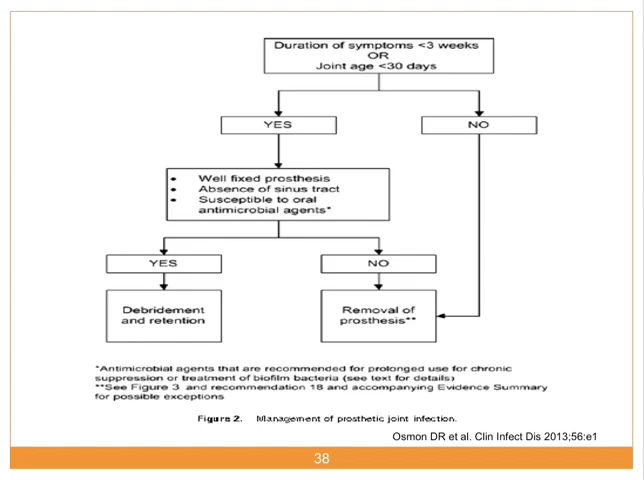 Duration of symptoms <3 weeks
OR
Joint age <30 days
YES
NO
• Well fixed prosthesis
• Absence of sinus tract
• Susceptible to oral
antimicrobial agents*
YES
NO
Debridement
and retention
Removal of
prosthesis**
*Antimicrobial agents that are recommended for prolonged use for chronic
suppression or treatment of biofilm bacteria (see text for details)
**See Figure 3 and recommendation 18 and accompanying Evidence Summary
for possible exceptions
Figure 2. Management of prosthetic joint infection.
Osmon DR et al. Clin Infect Dis 2013;56:e1
38